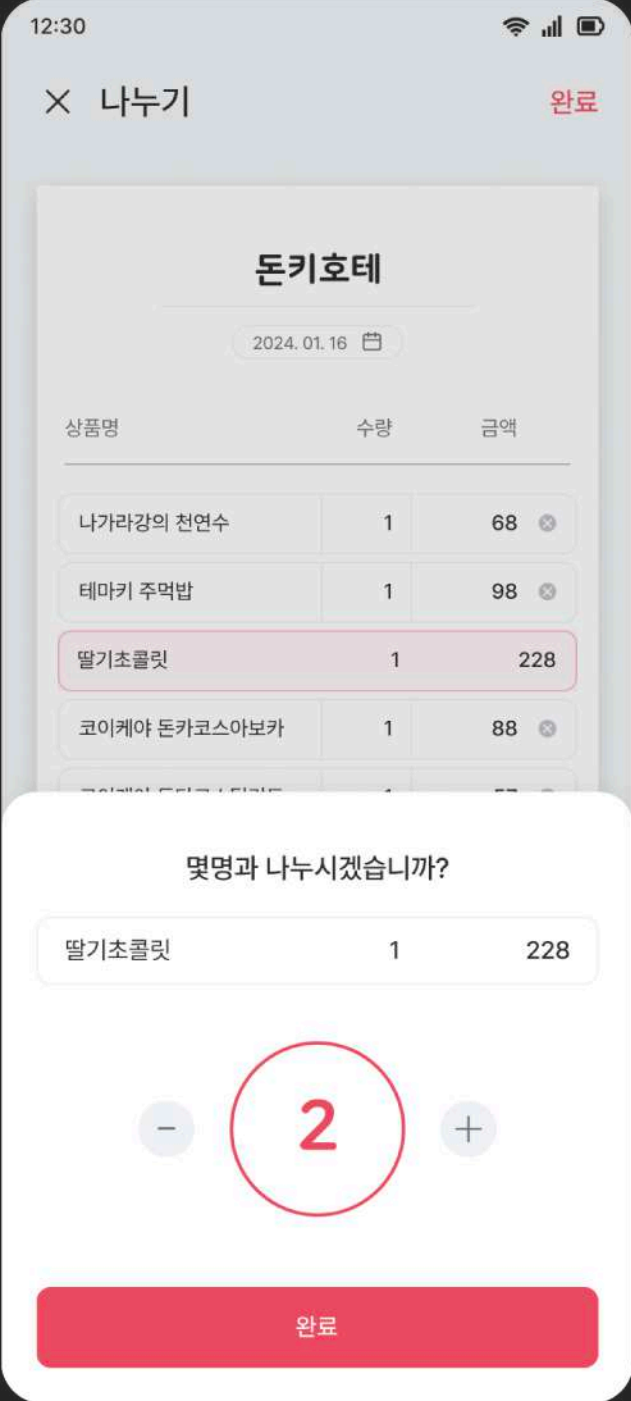 12:30
나누기 완료
돈키호테
2024. 01. 16
상품명 수량 금액
나가라강의 천연수 1 68
테마키 주먹밥 1 98
딸기초콜릿 1 228
코이케야 돈카코스아보카 1 88
몇명과 나누시겠습니까?
딸기초콜릿 1 228
2
완료